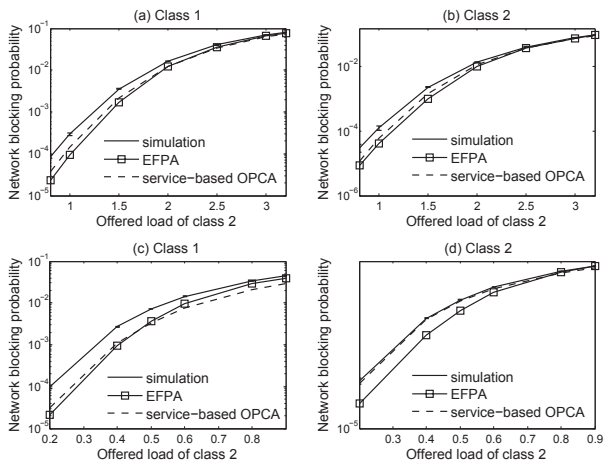 (a) Class 1
Network blocking probability
10⁻¹
10⁻²
10⁻³
10⁻⁴
10⁻⁵
simulation
EFPA
service-based OPCA
1 1.5 2 2.5 3
Offered load of class 2
(b) Class 2
Network blocking probability
10⁻²
10⁻⁴
10⁻⁶
simulation
EFPA
service-based OPCA
1 1.5 2 2.5 3
Offered load of class 2
(c) Class 1
Network blocking probability
10⁻¹
10⁻²
10⁻³
10⁻⁴
10⁻⁵
simulation
EFPA
service-based OPCA
0.2 0.3 0.4 0.5 0.6 0.7 0.8
Offered load of class 2
(d) Class 2
Network blocking probability
10⁻⁵
simulation
EFPA
service-based OPCA
0.3 0.4 0.5 0.6 0.7 0.8 0.9
Offered load of class 2